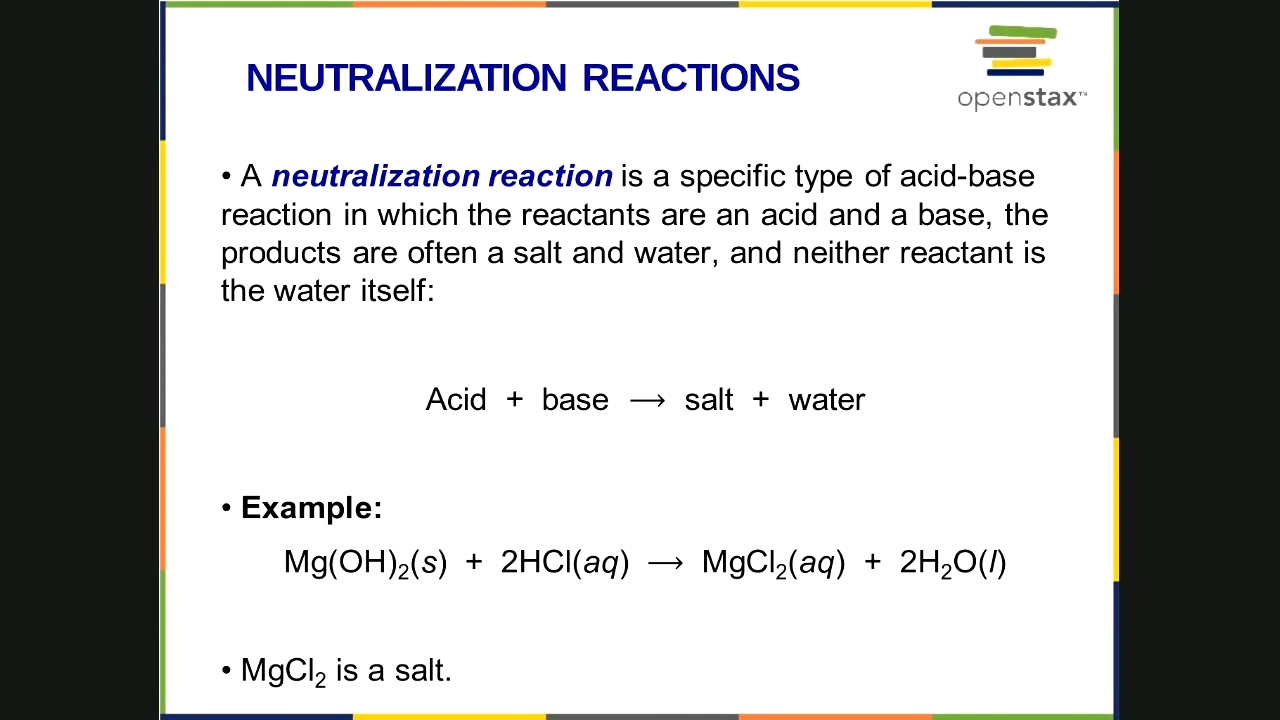 NEUTRALIZATION REACTIONS
openstax™
• A neutralization reaction is a specific type of acid-base
reaction in which the reactants are an acid and a base, the
products are often a salt and water, and neither reactant is
the water itself:
Acid + base ⟶ salt + water
• Example:
Mg(OH)₂(s) + 2HCl(aq) ⟶ MgCl₂(aq) + 2H₂O(l)
• MgCl₂ is a salt.